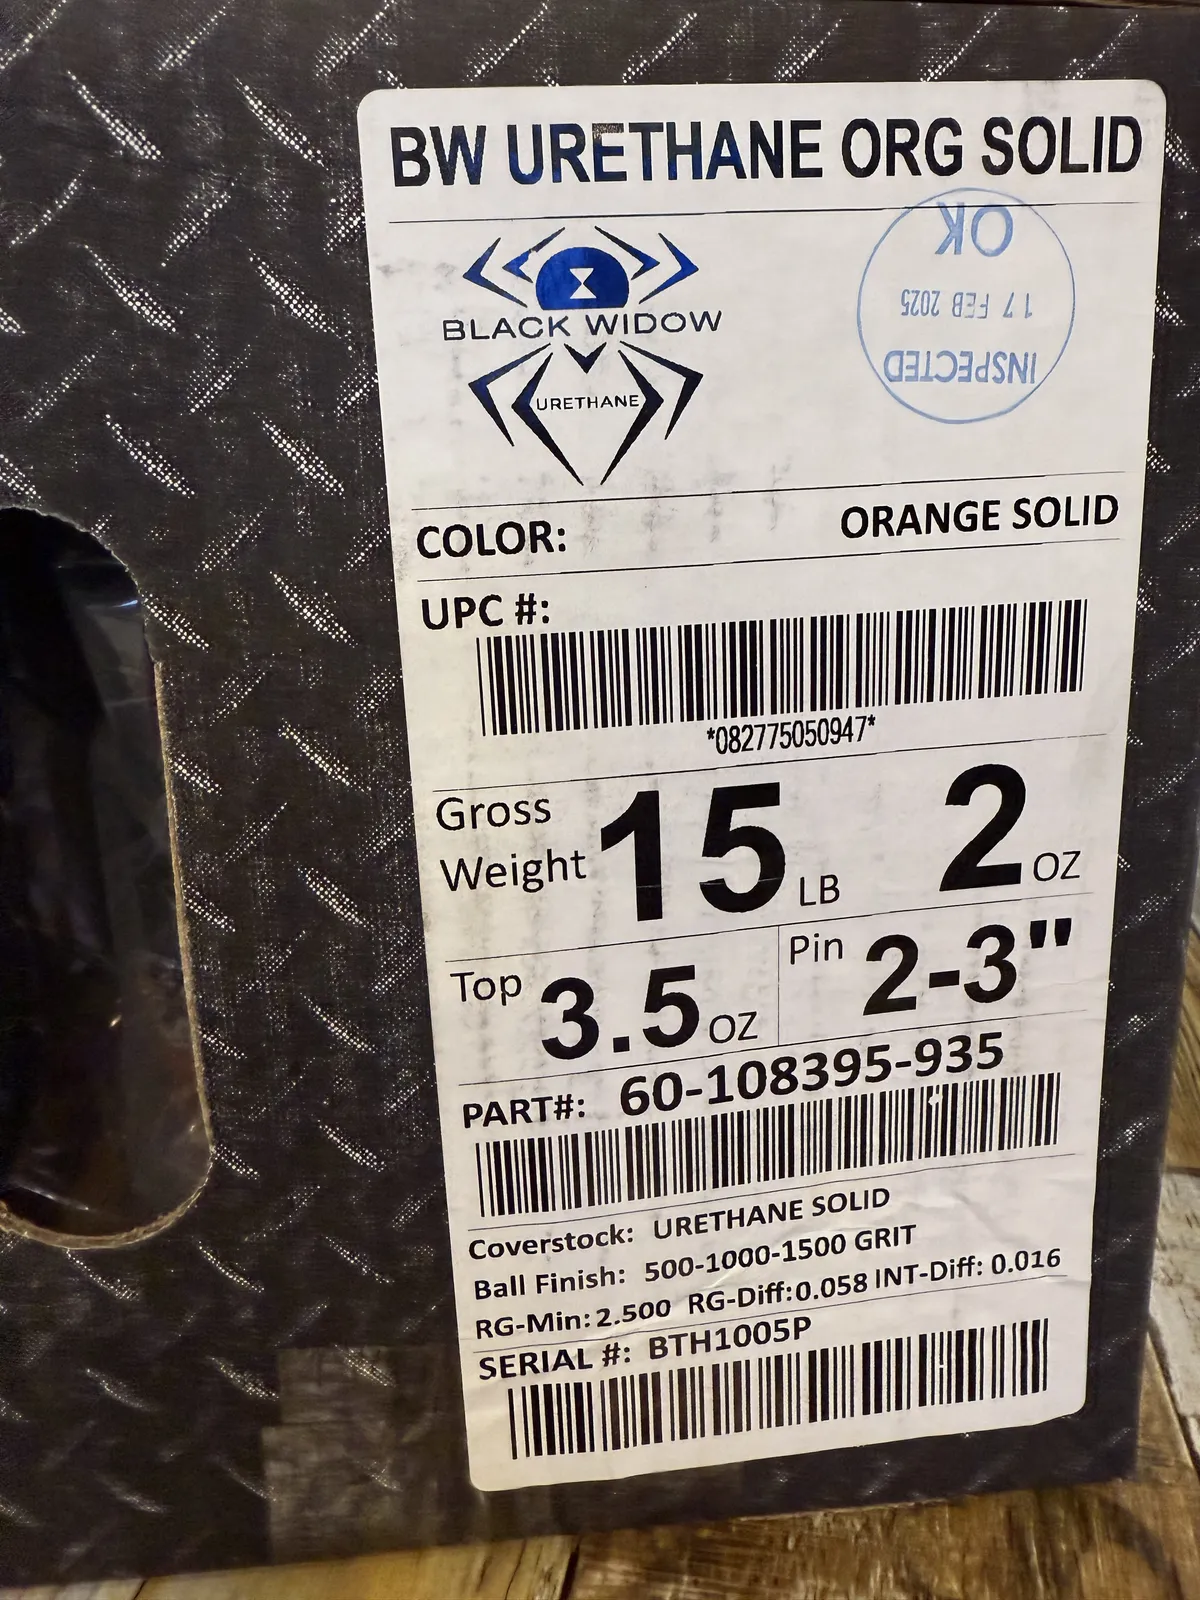 BW URETHANE ORG SOLID
BLACK WIDOW
URETHANE
OK
17 FEB 2025
INSPECTED
COLOR: ORANGE SOLID
UPC #:
*082775050947*
Gross Weight 15 LB 2 OZ
Top 3.5 OZ Pin 2-3"
PART#: 60-108395-935
Coverstock: URETHANE SOLID
Ball Finish: 500-1000-1500 GRIT
RG-Min: 2.500 RG-Diff:0.058 INT-Diff: 0.016
SERIAL #: BTH1005P